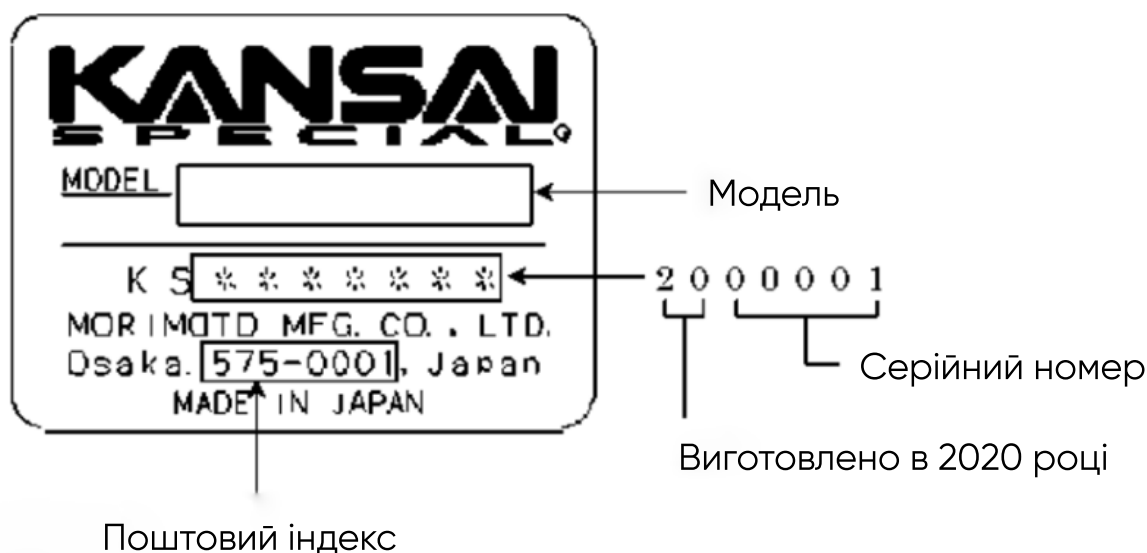 KANSAI
SPECIAL®
MODEL
Модель
K S * * * * * * *
2 0 0 0 0 0 1
MORIMOTO MFG. CO. , LTD.
Osaka. 575-0001, Japan
MADE IN JAPAN
Серійний номер
Виготовлено в 2020 році
Поштовий індекс